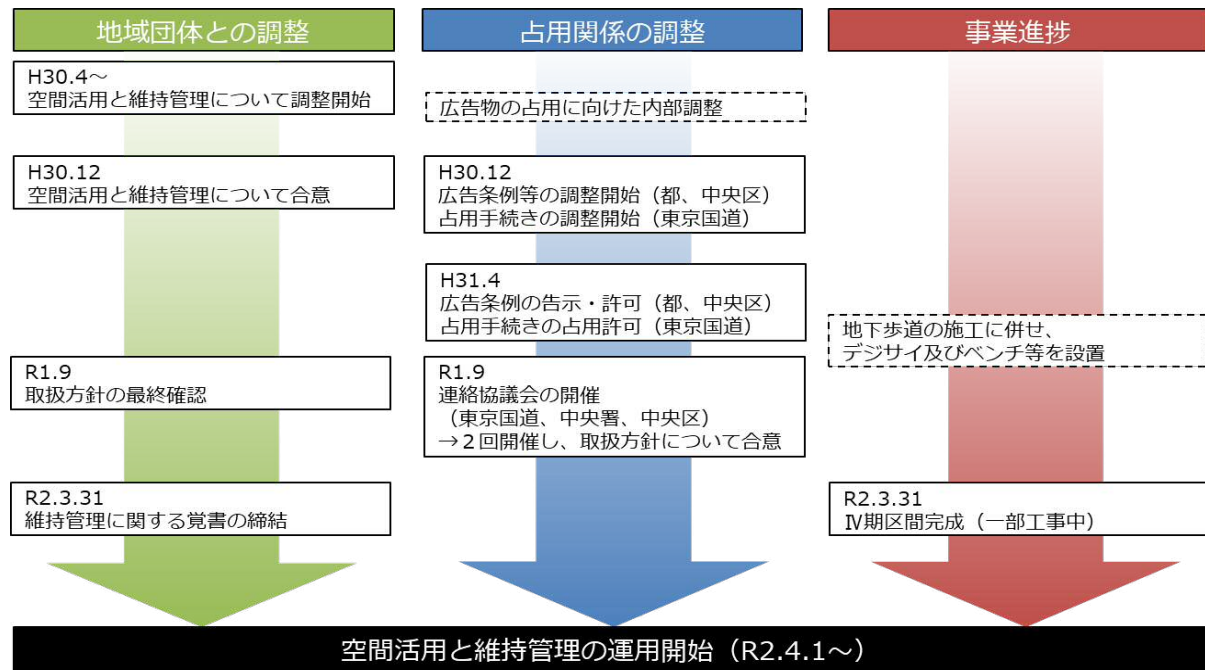 地域団体との調整
H30.4～
空間活用と維持管理について調整開始
H30.12
空間活用と維持管理について合意
R1.9
取扱方針の最終確認
R2.3.31
維持管理に関する覚書の締結
占用関係の調整
広告物の占用に向けた内部調整
H30.12
広告条例等の調整開始（都、中央区）
占用手続きの調整開始（東京国道）
H31.4
広告条例の告示・許可（都、中央区）
占用手続きの占用許可（東京国道）
R1.9
連絡協議会の開催
（東京国道、中央署、中央区）
→２回開催し、取扱方針について合意
事業進捗
地下歩道の施工に併せ、
デジサイ及びベンチ等を設置
R2.3.31
Ⅳ期区間完成（一部工事中）
空間活用と維持管理の運用開始（R2.4.1～）